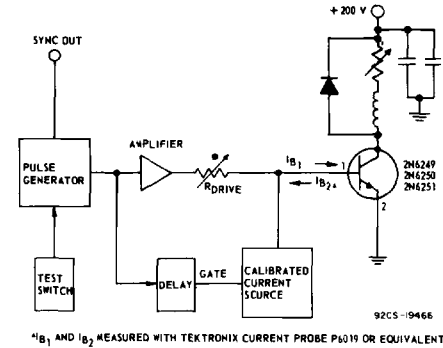 +200 V
SYNC OUT
AMPLIFIER
PULSE
GENERATOR
RDRIVE
IB1
IB2*
1
2N6249
2N6250
2N6251
2
TEST
SWITCH
DELAY
GATE
CALIBRATED
CURRENT
SOURCE
92CS-19466
*IB1 AND IB2 MEASURED WITH TEKTRONIX CURRENT PROBE P6019 OR EQUIVALENT